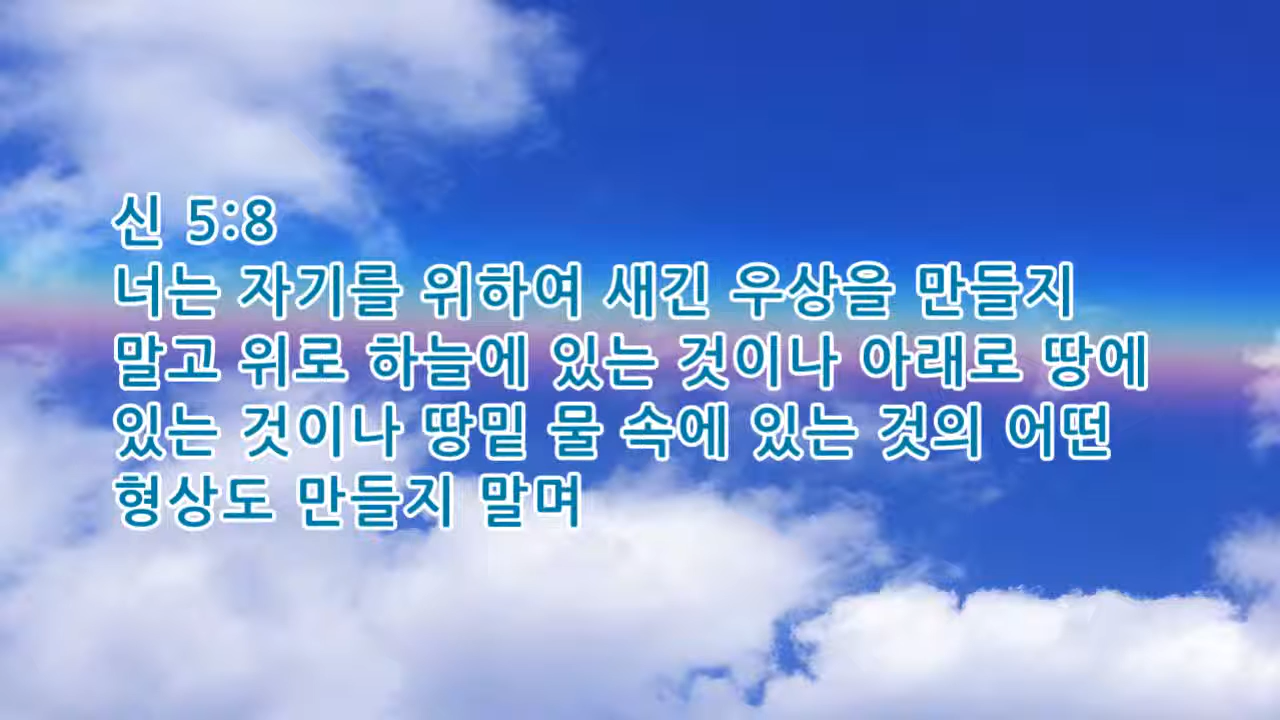 신 5:8
너는 자기를 위하여 새긴 우상을 만들지
말고 위로 하늘에 있는 것이나 아래로 땅에
있는 것이나 땅밑 물 속에 있는 것의 어떤
형상도 만들지 말며